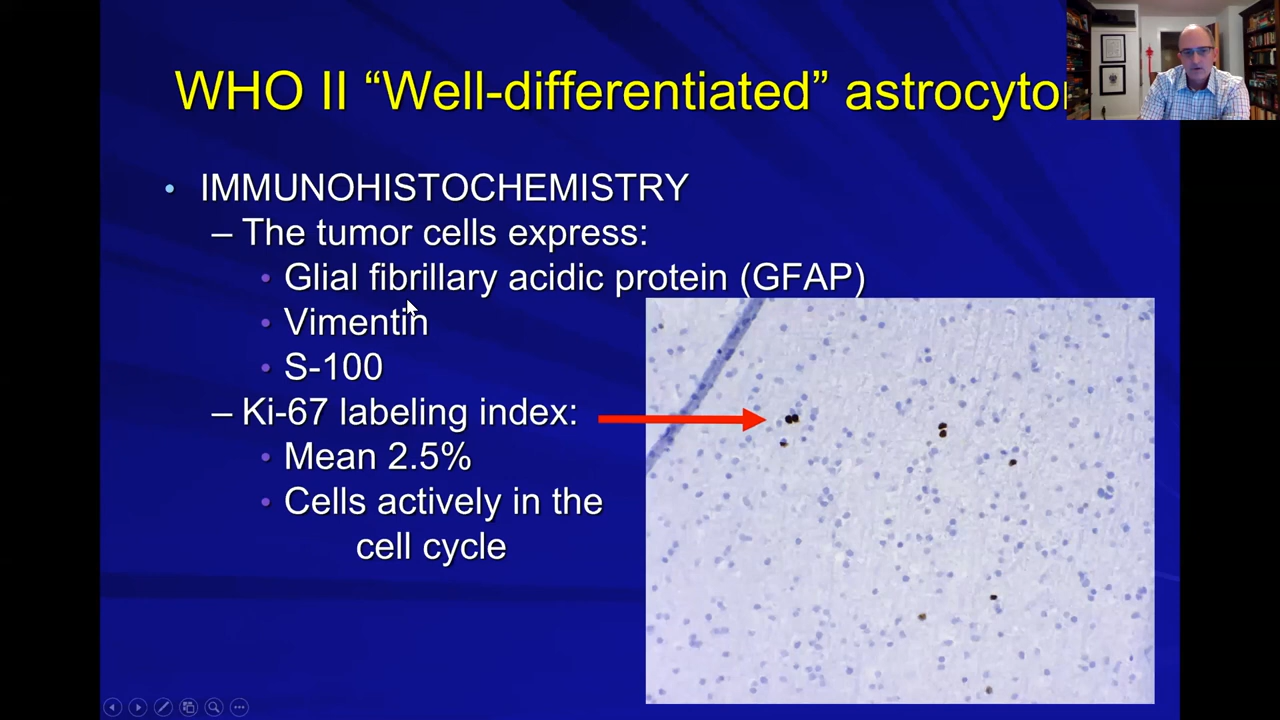 WHO II “Well-differentiated”
• IMMUNOHISTOCHEMISTRY
– The tumor cells express:
• Glial fibrillary acidic protein (GFAP)
• Vimentin
• S-100
– Ki-67 labeling index:
• Mean 2.5%
• Cells actively in the
cell cycle